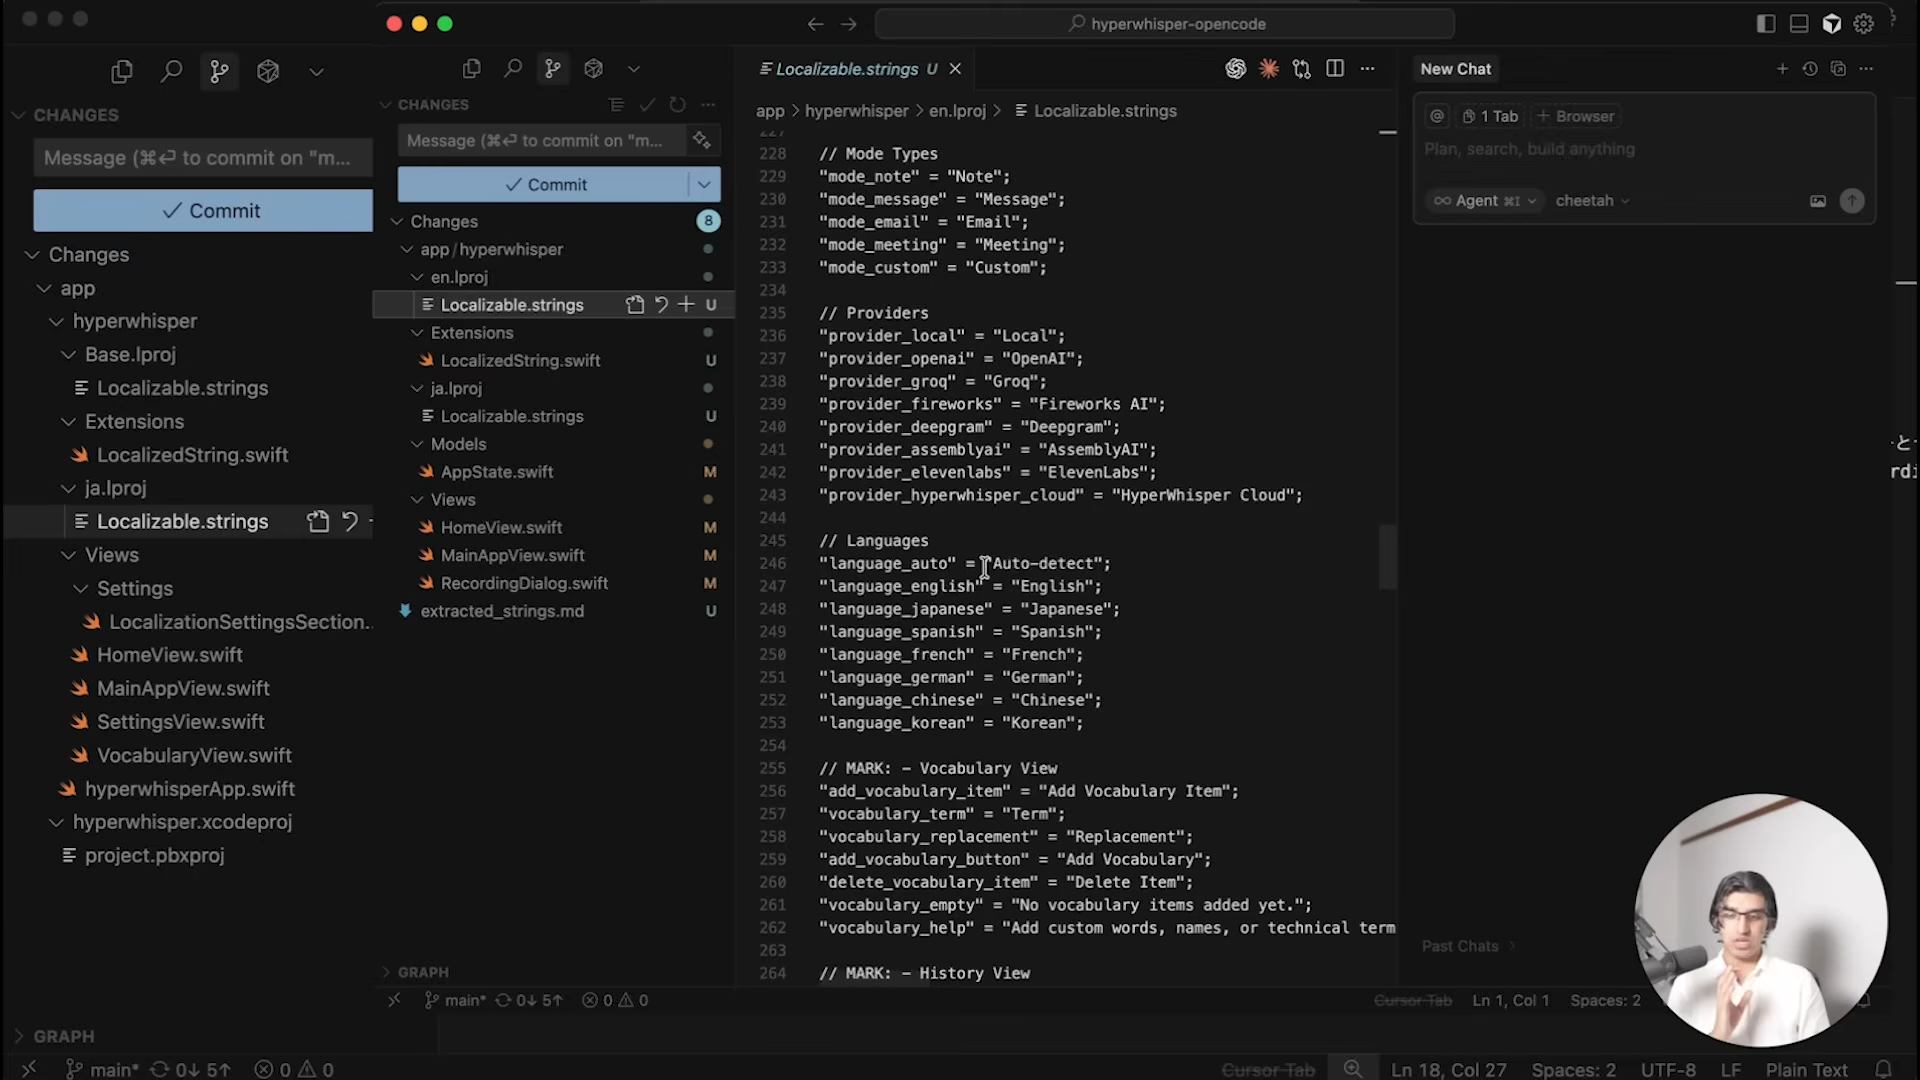 CHANGES
Message (⌘⏎ to commit on "m...
✓ Commit
Changes
app
hyperwhisper
Base.lproj
Localizable.strings
Extensions
LocalizedString.swift
ja.lproj
Localizable.strings
Views
Settings
LocalizationSettingsSection.
HomeView.swift
MainAppView.swift
SettingsView.swift
VocabularyView.swift
hyperwhisperApp.swift
hyperwhisper.xcodeproj
project.pbxproj
GRAPH
main* 0↓ 5↑ 0 0
hyperwhisper-opencode
CHANGES
Message (⌘⏎ to commit on "m...
✓ Commit
Changes 8
app/hyperwhisper
en.lproj
Localizable.strings U
Extensions
LocalizedString.swift U
ja.lproj
Localizable.strings U
Models
AppState.swift M
Views
HomeView.swift M
MainAppView.swift M
RecordingDialog.swift M
extracted_strings.md U
GRAPH
main* 0↓ 5↑ 0 0
Localizable.strings U
app > hyperwhisper > en.lproj > Localizable.strings
227
228 // Mode Types
229 "mode_note" = "Note";
230 "mode_message" = "Message";
231 "mode_email" = "Email";
232 "mode_meeting" = "Meeting";
233 "mode_custom" = "Custom";
234
235 // Providers
236 "provider_local" = "Local";
237 "provider_openai" = "OpenAI";
238 "provider_groq" = "Groq";
239 "provider_fireworks" = "Fireworks AI";
240 "provider_deepgram" = "Deepgram";
241 "provider_assemblyai" = "AssemblyAI";
242 "provider_elevenlabs" = "ElevenLabs";
243 "provider_hyperwhisper_cloud" = "HyperWhisper Cloud";
244
245 // Languages
246 "language_auto" = "Auto-detect";
247 "language_english" = "English";
248 "language_japanese" = "Japanese";
249 "language_spanish" = "Spanish";
250 "language_french" = "French";
251 "language_german" = "German";
252 "language_chinese" = "Chinese";
253 "language_korean" = "Korean";
254
255 // MARK: - Vocabulary View
256 "add_vocabulary_item" = "Add Vocabulary Item";
257 "vocabulary_term" = "Term";
258 "vocabulary_replacement" = "Replacement";
259 "add_vocabulary_button" = "Add Vocabulary";
260 "delete_vocabulary_item" = "Delete Item";
261 "vocabulary_empty" = "No vocabulary items added yet.";
262 "vocabulary_help" = "Add custom words, names, or technical term
263
264 // MARK: - History View
New Chat
@ 1 Tab + Browser
Plan, search, build anything
∞ Agent ⌘I cheetah
Past Chats
Cursor Tab Ln 1, Col 1 Spaces: 2
Cursor Tab Ln 18, Col 27 Spaces: 2 UTF-8 LF Plain Text